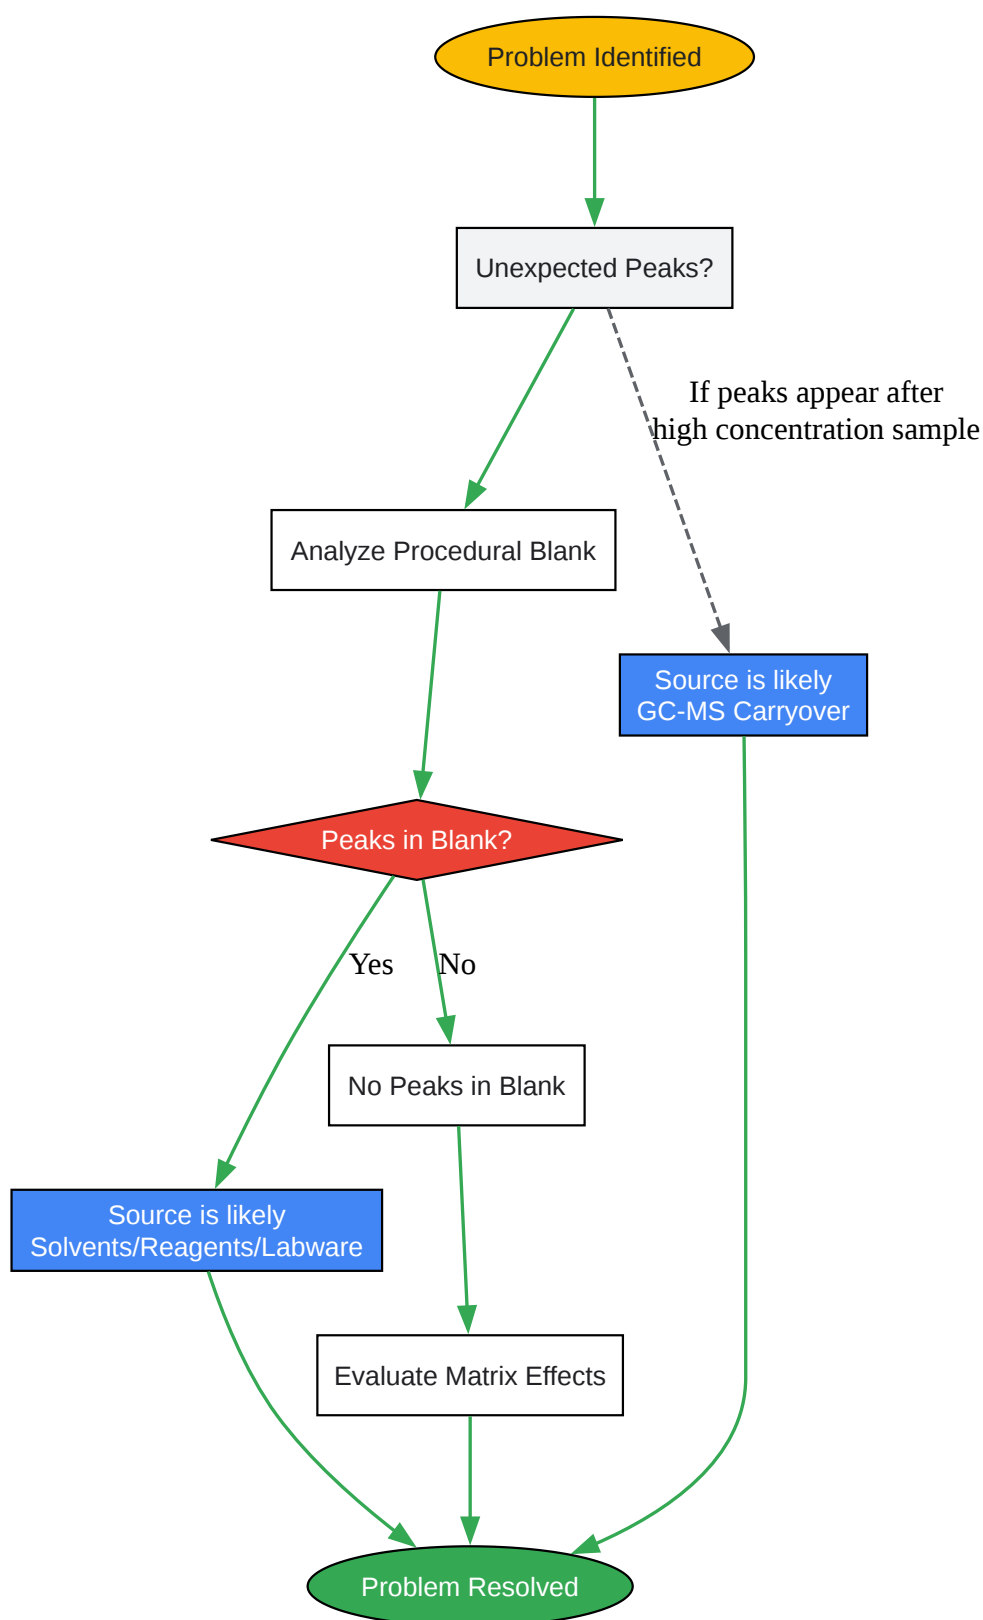 Problem Identified
Unexpected Peaks?
If peaks appear after
high concentration sample
Analyze Procedural Blank
Source is likely
GC-MS Carryover
Peaks in Blank?
Yes
No
No Peaks in Blank
Source is likely
Solvents/Reagents/Labware
Evaluate Matrix Effects
Problem Resolved